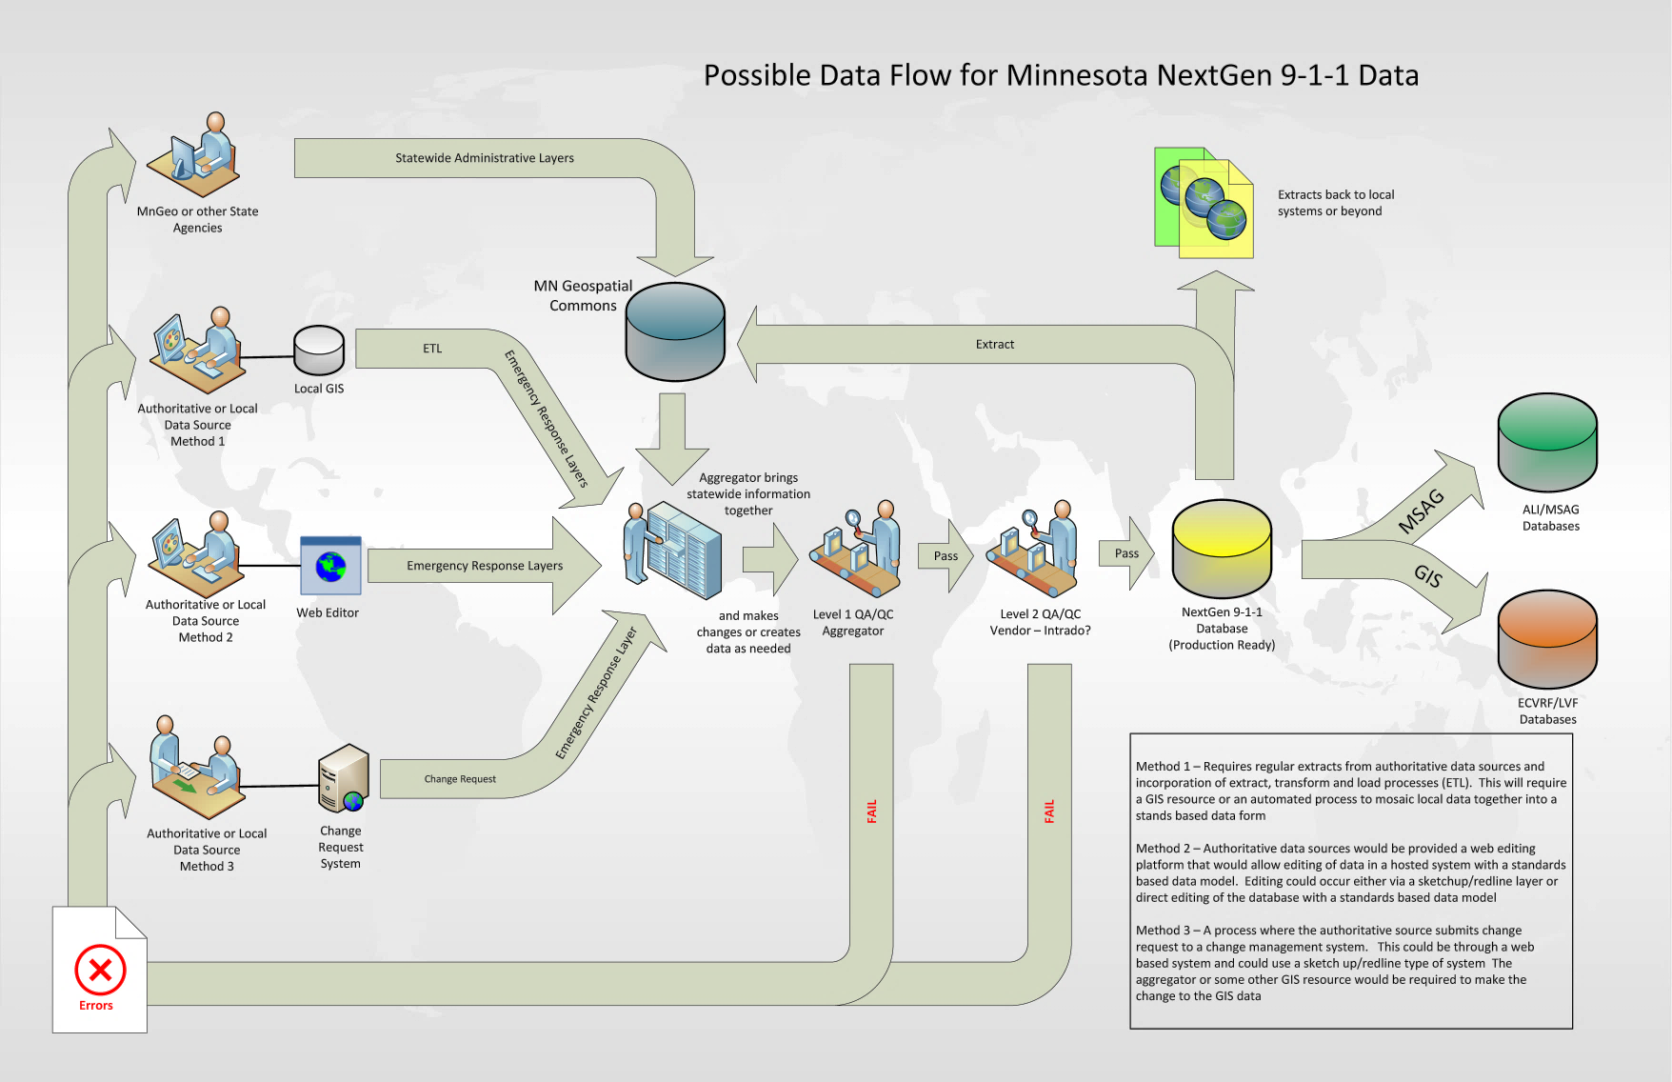 Possible Data Flow for Minnesota NextGen 9-1-1 Data
Statewide Administrative Layers
MnGeo or other State
Agencies
Extracts back to local
systems or beyond
MN Geospatial
Commons
ETL
Emergency Response Layers
Extract
Local GIS
Authoritative or Local
Data Source
Method 1
Aggregator brings
statewide information
together
MSAG
ALI/MSAG
Databases
Emergency Response Layers
Pass
Pass
GIS
Authoritative or Local
Data Source
Method 2
Web Editor
and makes
changes or creates
data as needed
Level 1 QA/QC
Aggregator
Level 2 QA/QC
Vendor – Intrado?
NextGen 9-1-1
Database
(Production Ready)
Emergency Response Layer
ECVRF/LVF
Databases
Change Request
Authoritative or Local
Data Source
Method 3
Change
Request
System
FAIL
FAIL
Method 1 – Requires regular extracts from authoritative data sources and
incorporation of extract, transform and load processes (ETL).  This will require
a GIS resource or an automated process to mosaic local data together into a
stands based data form
Method 2 – Authoritative data sources would be provided a web editing
platform that would allow editing of data in a hosted system with a standards
based data model.  Editing could occur either via a sketchup/redline layer or
direct editing of the database with a standards based data model
Method 3 – A process where the authoritative source submits change
request to a change management system.   This could be through a web
based system and could use a sketch up/redline type of system  The
aggregator or some other GIS resource would be required to make the
change to the GIS data
Errors